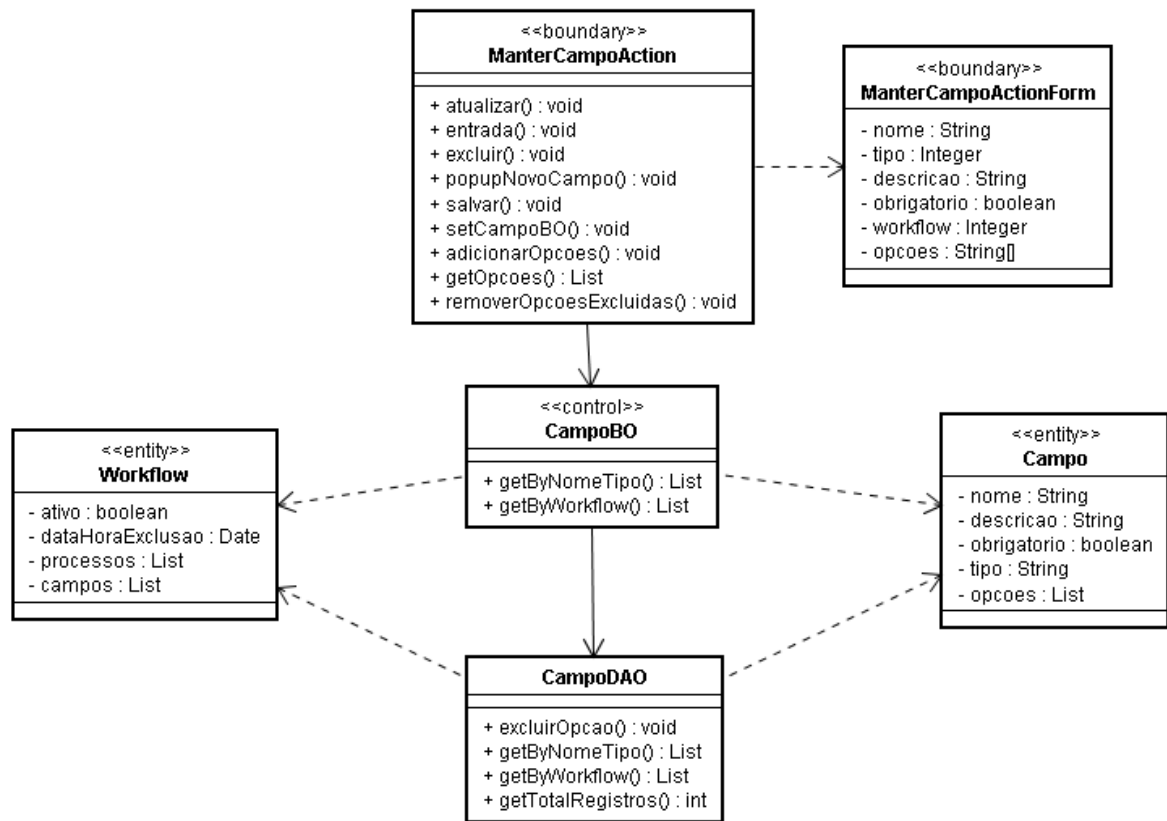 <<boundary>>
ManterCampoAction
+ atualizar() : void
+ entrada() : void
+ excluir() : void
+ popupNovoCampo() : void
+ salvar() : void
+ setCampoBO() : void
+ adicionarOpcoes() : void
+ getOpcoes() : List
+ removerOpcoesExcluidas() : void
<<boundary>>
ManterCampoActionForm
- nome : String
- tipo : Integer
- descricao : String
- obrigatorio : boolean
- workflow : Integer
- opcoes : String[]
<<control>>
CampoBO
+ getByNomeTipo() : List
+ getByWorkflow() : List
<<entity>>
Workflow
- ativo : boolean
- dataHoraExclusao : Date
- processos : List
- campos : List
<<entity>>
Campo
- nome : String
- descricao : String
- obrigatorio : boolean
- tipo : String
- opcoes : List
CampoDAO
+ excluirOpcao() : void
+ getByNomeTipo() : List
+ getByWorkflow() : List
+ getTotalRegistros() : int